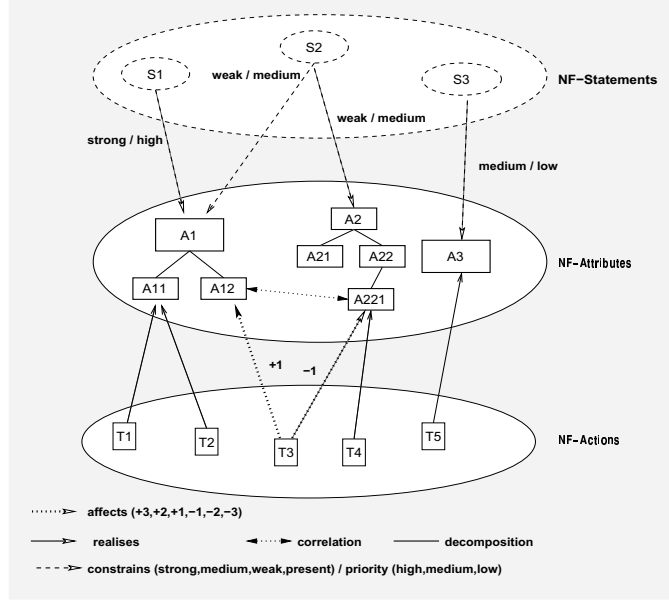 S2
S1
weak / medium
S3
NF−Statements
weak / medium
strong / high
medium / low
A2
A1
A21
A22
A3
NF−Attributes
A11
A12
A221
+1
−1
T1
T2
T3
T4
T5
NF−Actions
affects (+3,+2,+1,−1,−2,−3)
realises
correlation
decomposition
constrains (strong,medium,weak,present) / priority (high,medium,low)